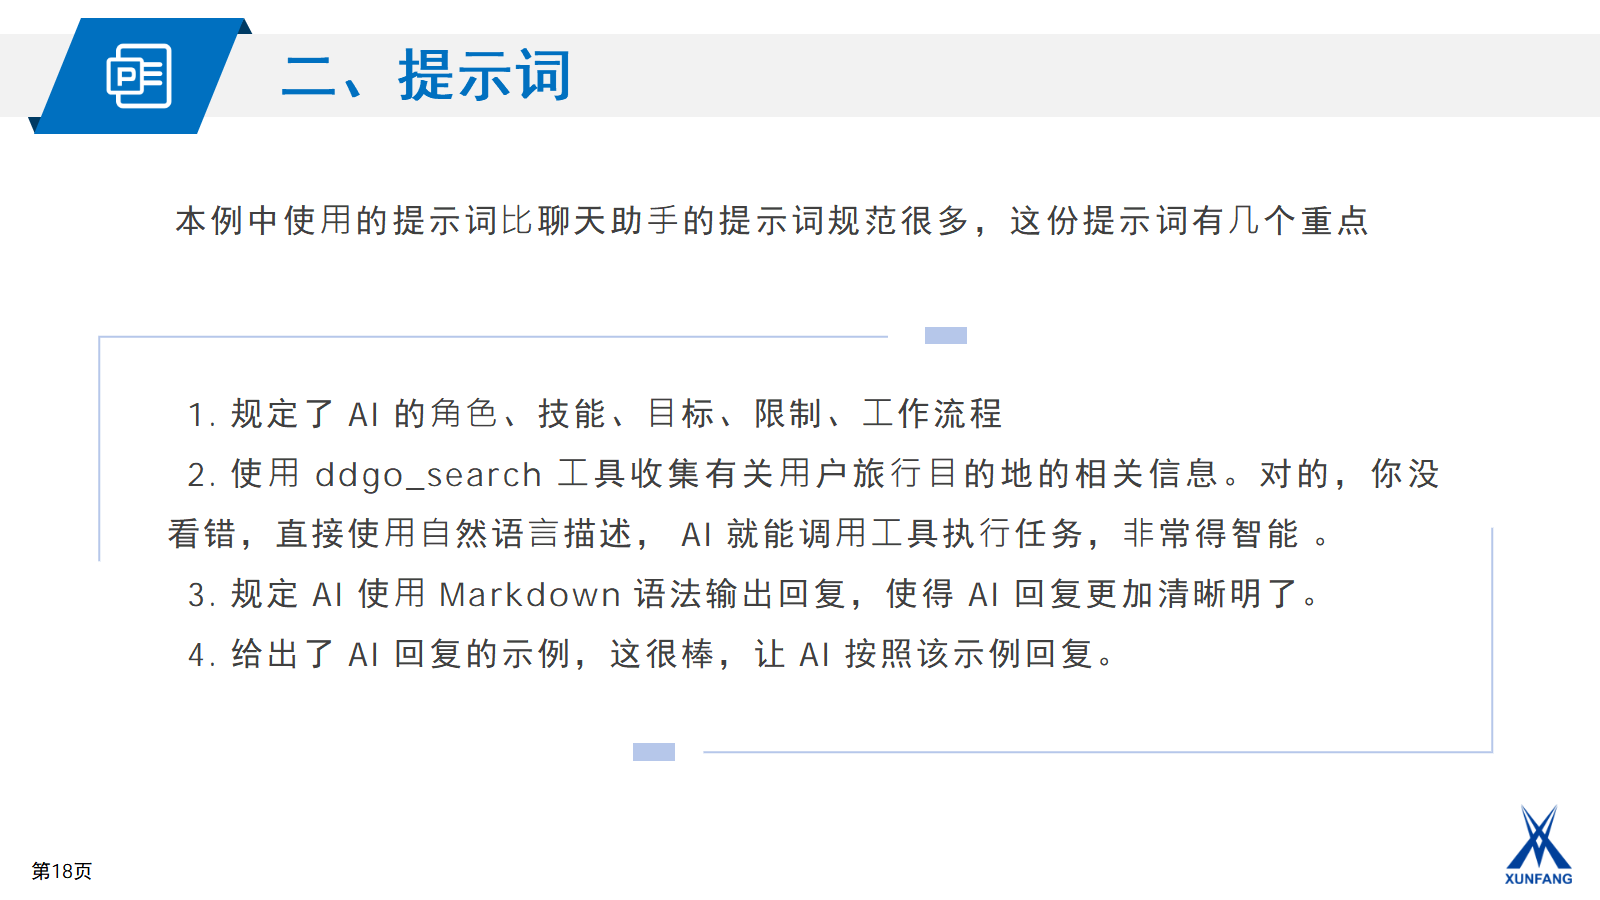 二、提示词
本例中使用的提示词比聊天助手的提示词规范很多，这份提示词有几个重点
1. 规定了 AI 的角色、技能、目标、限制、工作流程
2. 使用 ddgo_search 工具收集有关用户旅行目的地的相关信息。对的，你没
看错，直接使用自然语言描述， AI 就能调用工具执行任务，非常得智能 。
3. 规定 AI 使用 Markdown 语法输出回复，使得 AI 回复更加清晰明了。
4. 给出了 AI 回复的示例，这很棒，让 AI 按照该示例回复。
第18页
XUNFANG